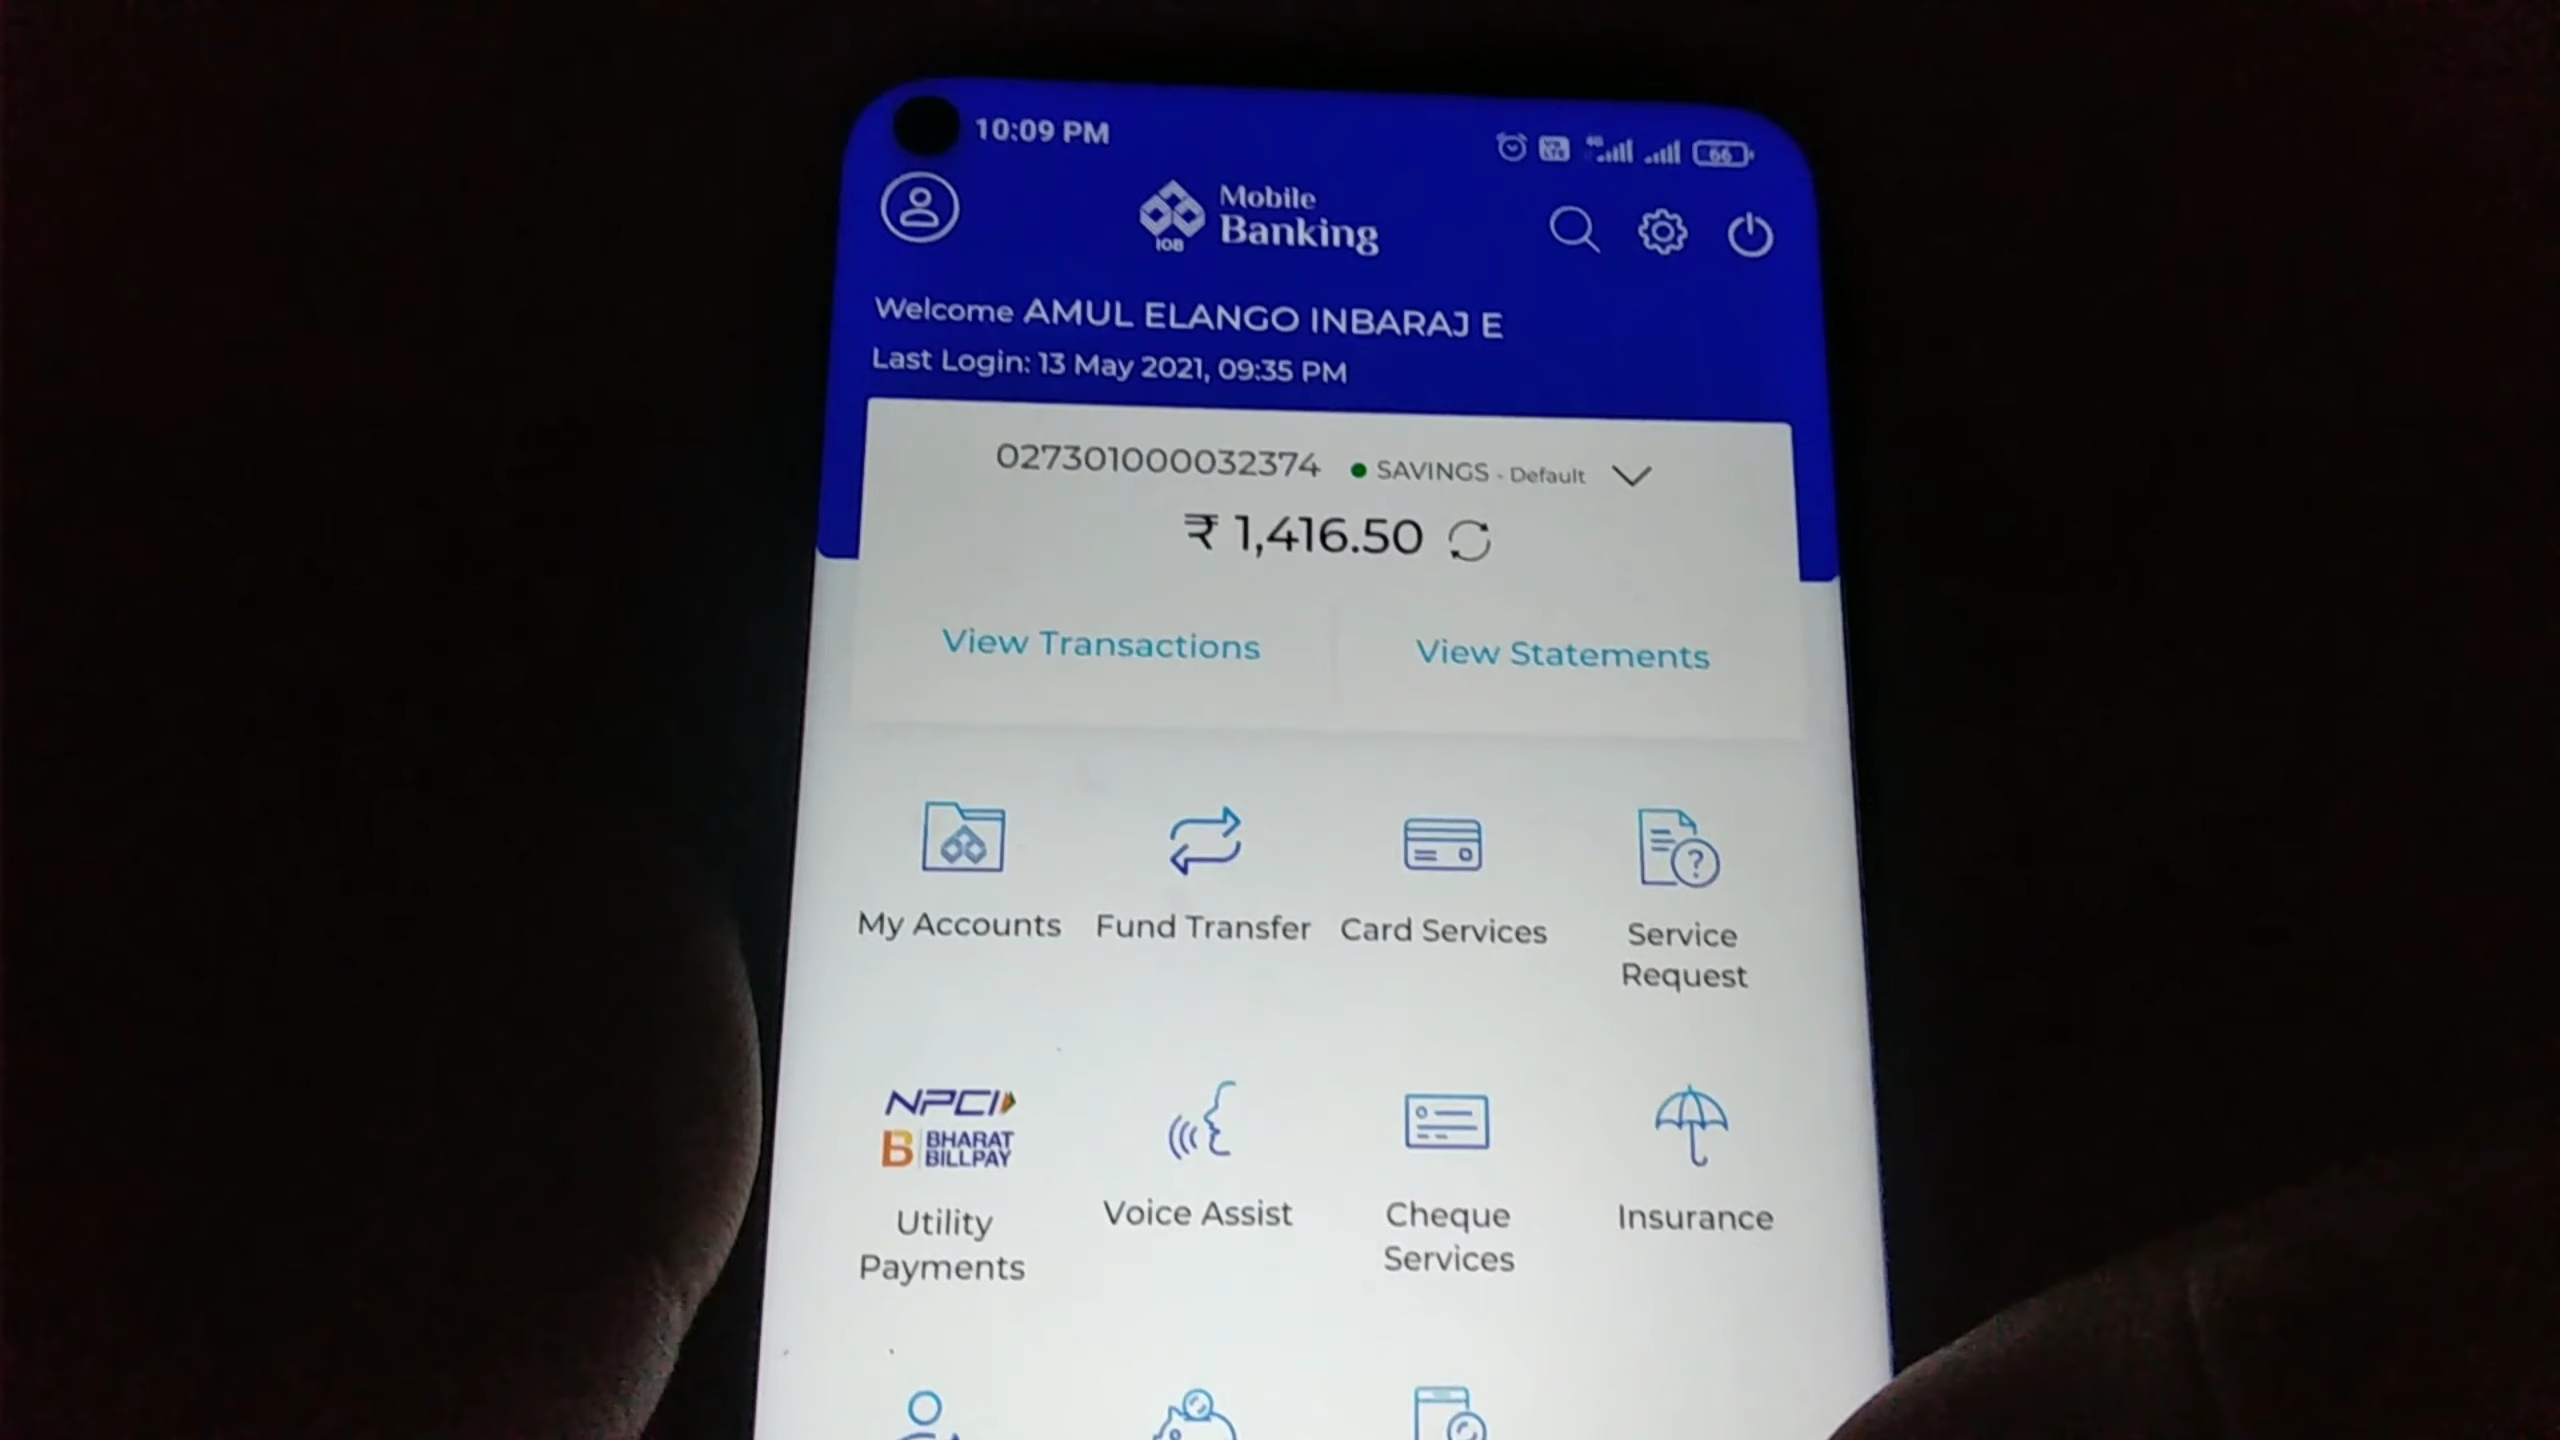 10:09 PM
66
Mobile
Banking
IOB
Welcome AMUL ELANGO INBARAJ E
Last Login: 13 May 2021, 09:35 PM
027301000032374 SAVINGS - Default
₹ 1,416.50
View Transactions View Statements
My Accounts Fund Transfer Card Services Service
Request
NPCI
B BHARAT
BILLPAY
Utility
Payments
Voice Assist
Cheque
Services
Insurance